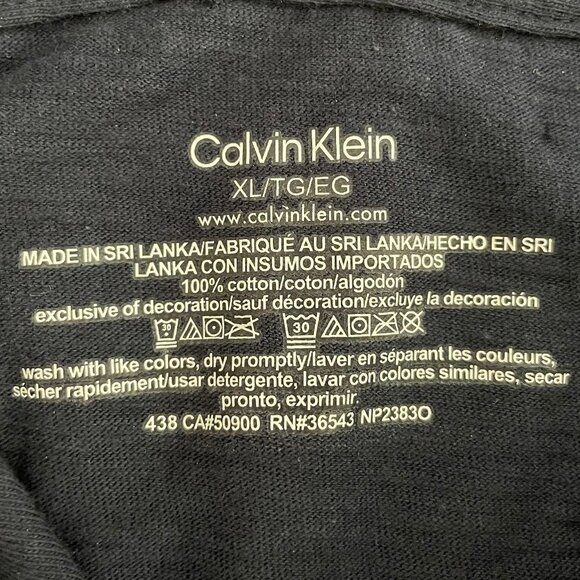 Calvin Klein
XL/TG/EG
www.calvinklein.com
MADE IN SRI LANKA/FABRIQUÉ AU SRI LANKA/HECHO EN SRI
LANKA CON INSUMOS IMPORTADOS
100% cotton/coton/algodón
exclusive of decoration/sauf décoration/excluye la decoración
30 30
wash with like colors, dry promptly/laver en séparant les couleurs,
sécher rapidement/usar detergente, lavar con colores similares, secar
pronto, exprimir.
438 CA#50900 RN#36543 NP2383O